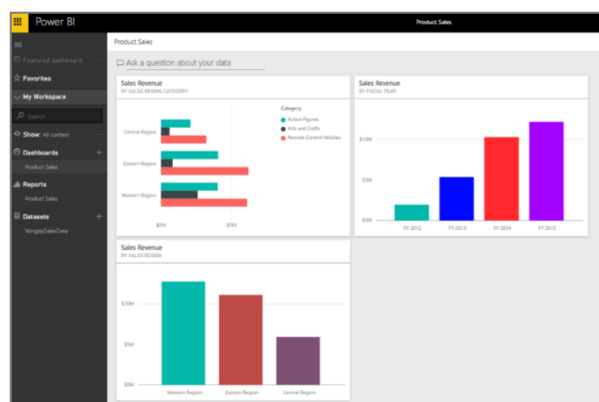 Power BI
Product Sales
Product Sales
Featured dashboard
Ask a question about your data
Favorites
My Workspace
Search
Show: All content
Dashboards
Product Sales
Reports
Product Sales
Datasets
WingtipSalesData
Sales Revenue
BY SALES REGION, CATEGORY
Category
Action Figures
Arts and Crafts
Remote Control Vehicles
Central Region
Eastern Region
Western Region
$0M
$5M
Sales Revenue
BY FISCAL YEAR
$10M
$5M
$0M
FY 2012
FY 2013
FY 2014
FY 2015
Sales Revenue
BY SALES REGION
$10M
$5M
$0M
Western Region
Eastern Region
Central Region